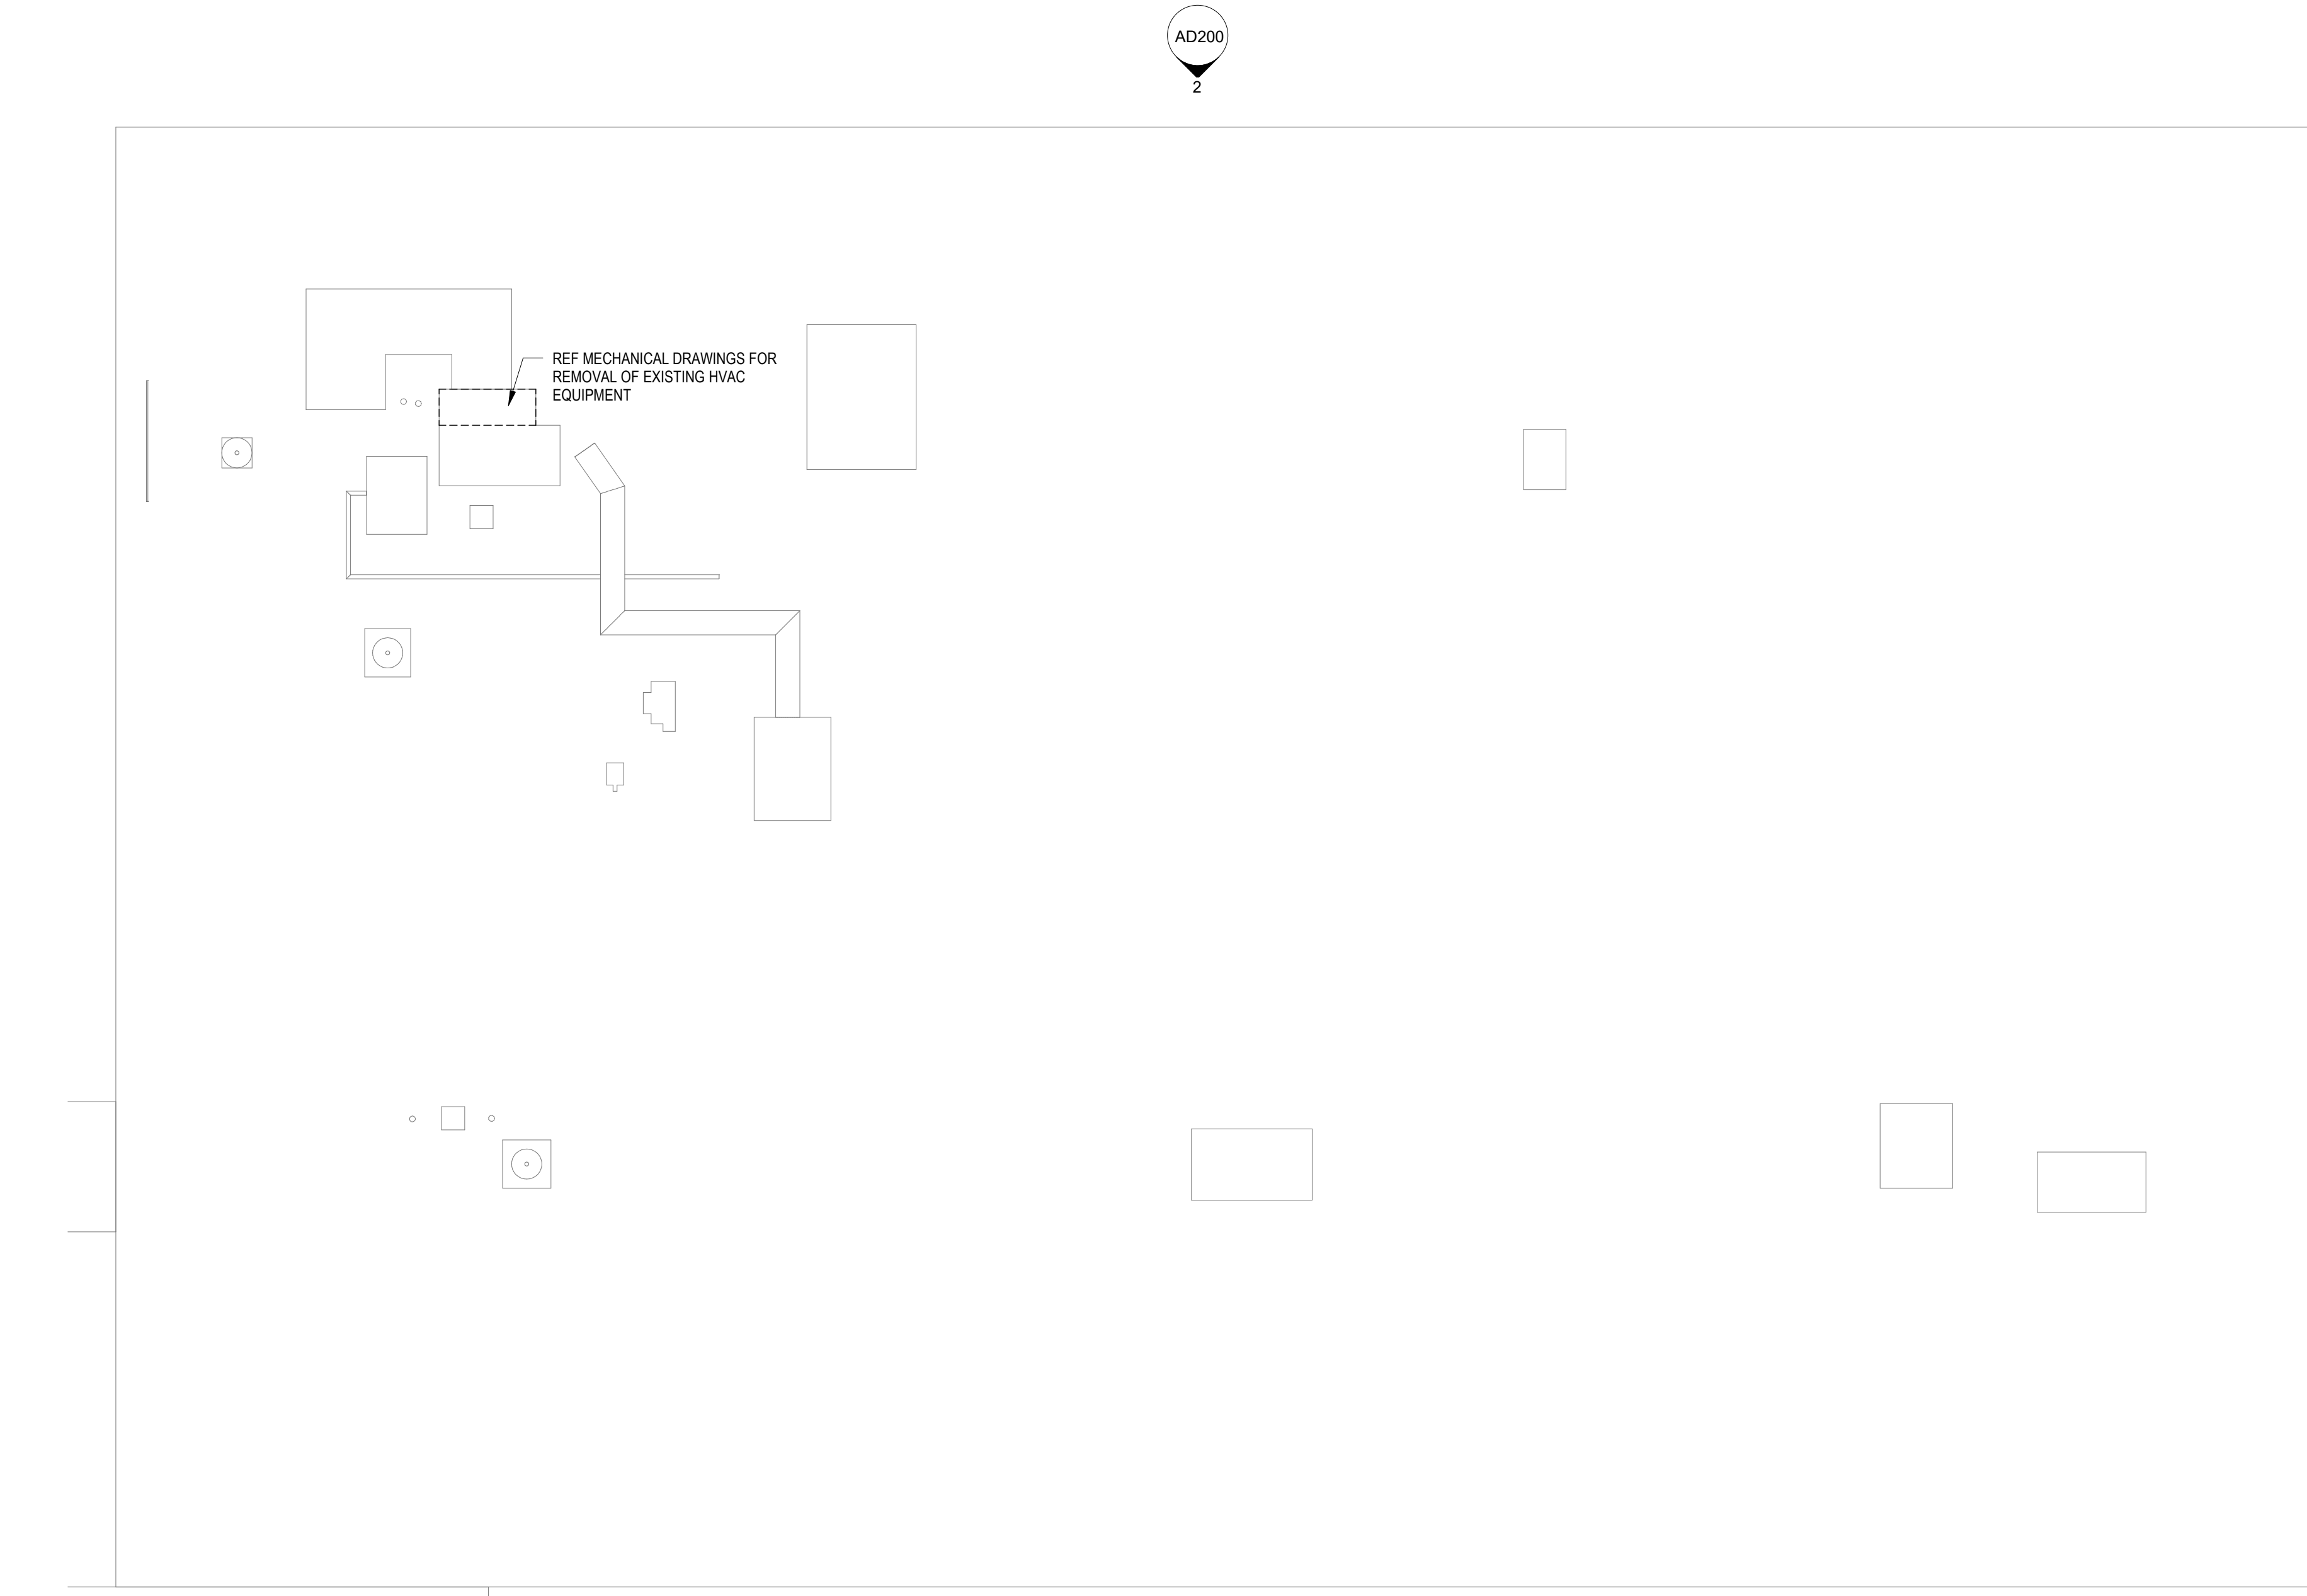 AD200
2
REF MECHANICAL DRAWINGS FOR
REMOVAL OF EXISTING HVAC
EQUIPMENT